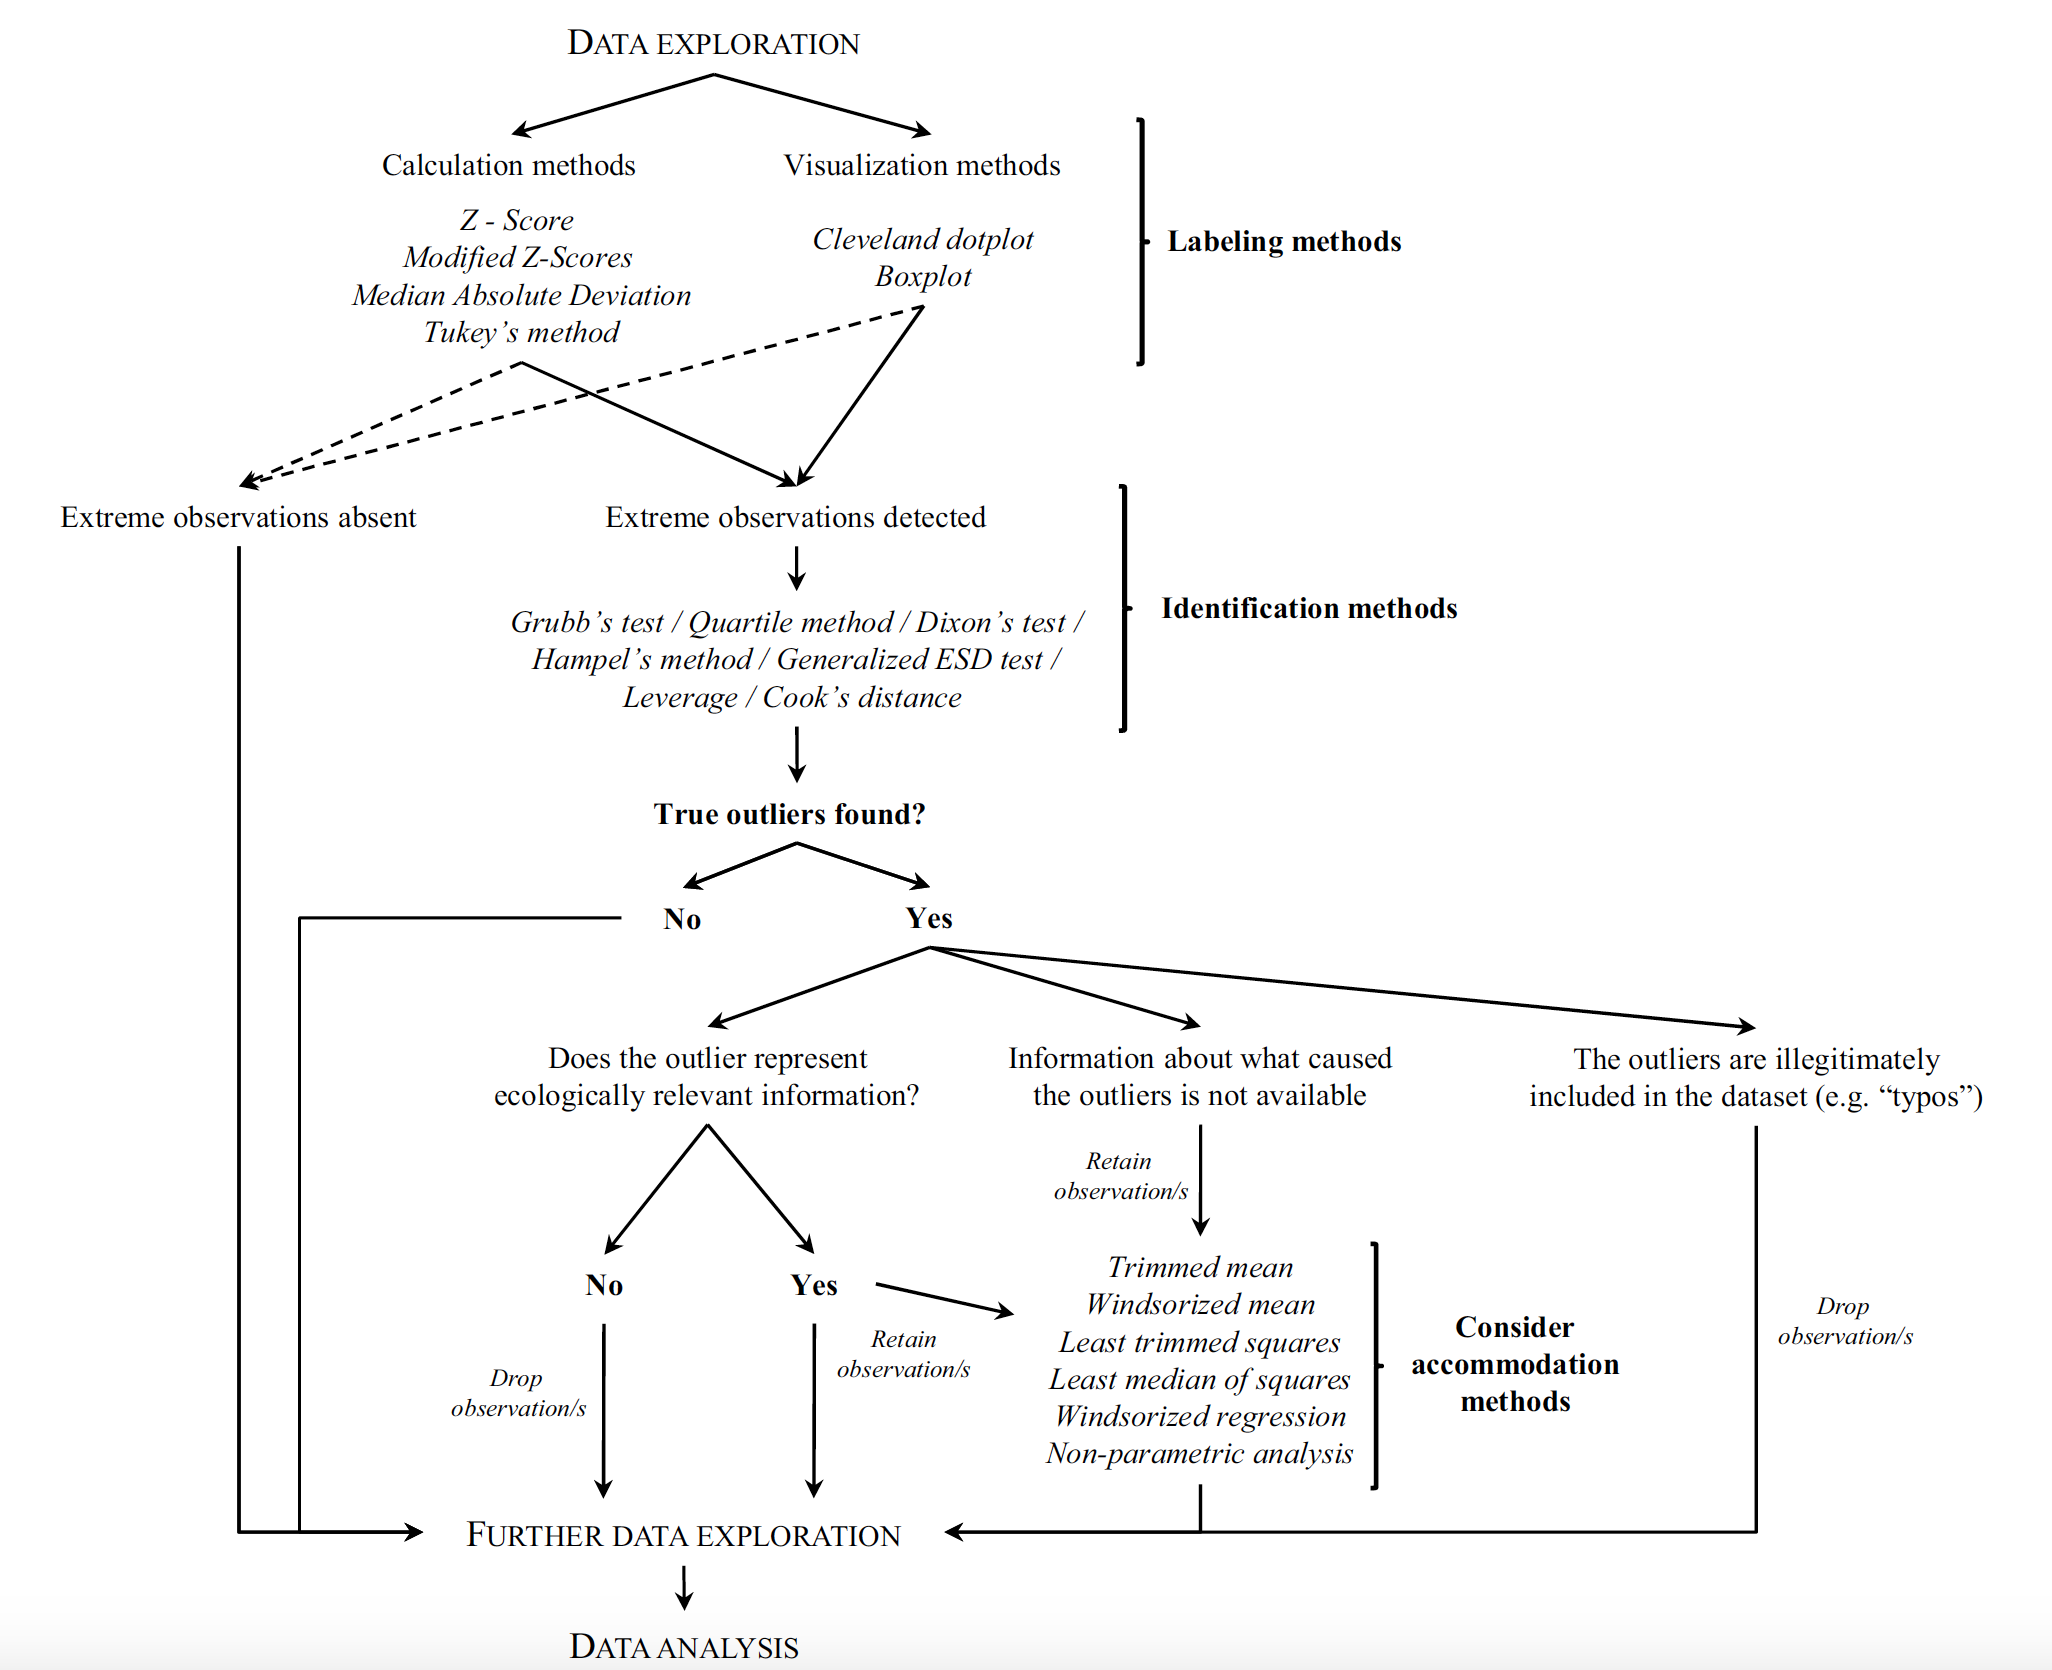 DATA EXPLORATION
Calculation methods
Visualization methods
Z - Score
Modified Z-Scores
Median Absolute Deviation
Tukey’s method
Cleveland dotplot
Boxplot
Labeling methods
Extreme observations absent
Extreme observations detected
Grubb’s test / Quartile method / Dixon’s test /
Hampel’s method / Generalized ESD test /
Leverage / Cook’s distance
Identification methods
True outliers found?
No
Yes
Does the outlier represent
ecologically relevant information?
Information about what caused
the outliers is not available
The outliers are illegitimately
included in the dataset (e.g. “typos”)
Retain
observation/s
No
Yes
Drop
observation/s
Retain
observation/s
Trimmed mean
Windsorized mean
Least trimmed squares
Least median of squares
Windsorized regression
Non-parametric analysis
Consider
accommodation
methods
Drop
observation/s
FURTHER DATA EXPLORATION
DATA ANALYSIS